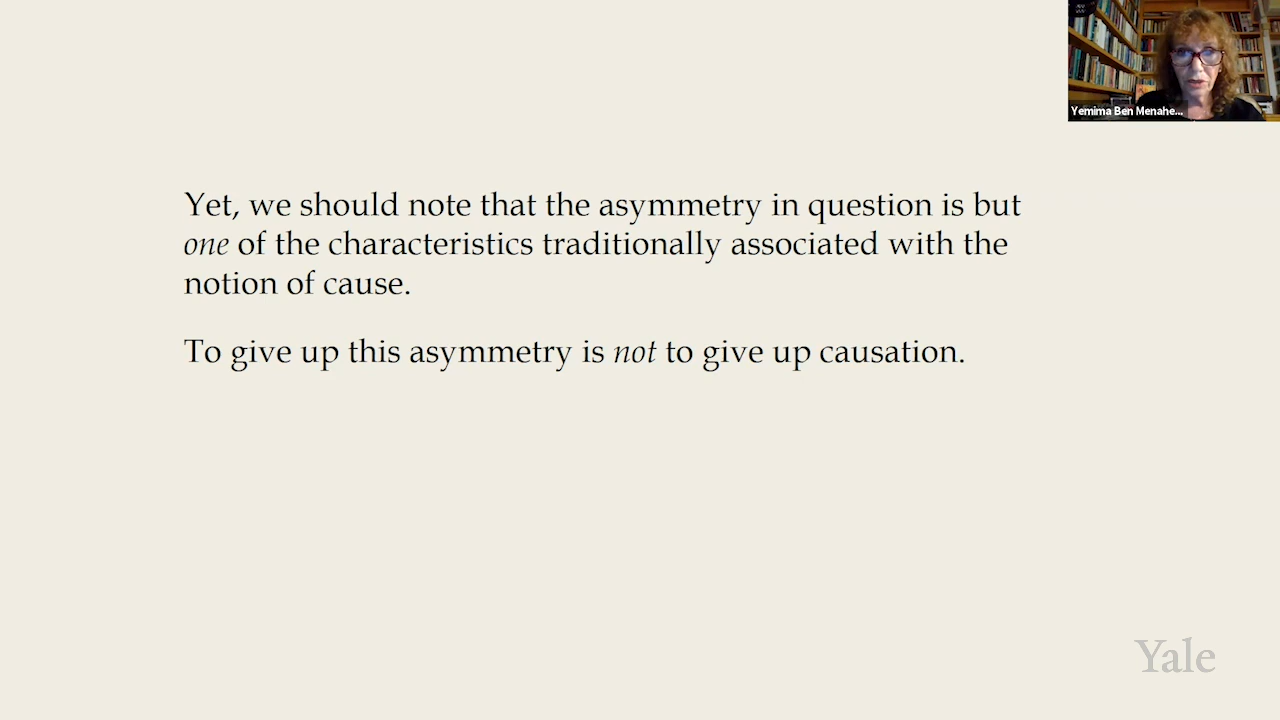 Yemima Ben Menahe...
Yet, we should note that the asymmetry in question is but
one of the characteristics traditionally associated with the
notion of cause.
To give up this asymmetry is not to give up causation.
Yale